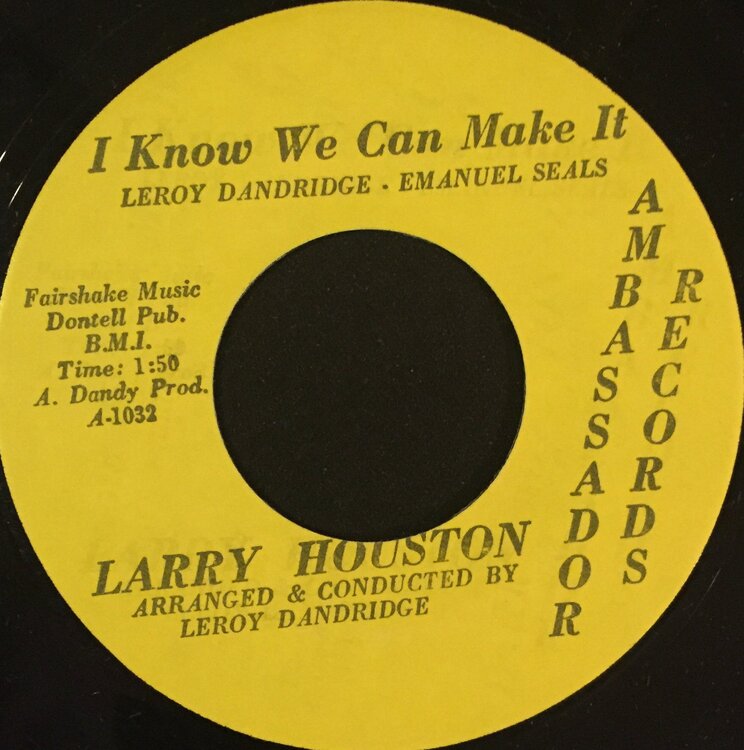 I Know We Can Make It
LEROY DANDRIDGE . EMANUEL SEALS
Fairshake Music
Dontell Pub.
B.M.I.
Time: 1:50
A. Dandy Prod.
A-1032
AMBASSADOR
RECORDS
LARRY HOUSTON
ARRANGED & CONDUCTED BY
LEROY DANDRIDGE